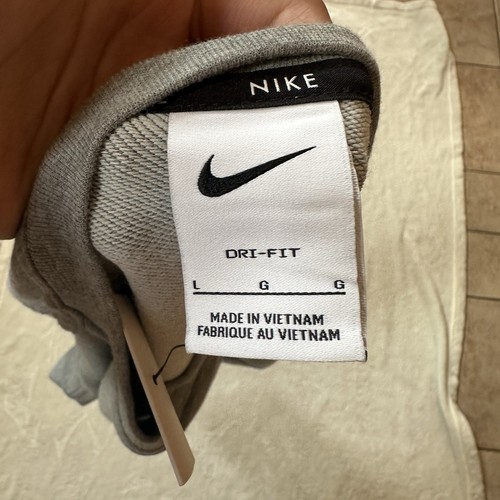 NIKE
DRI-FIT
L G G
MADE IN VIETNAM
FABRIQUE AU VIETNAM